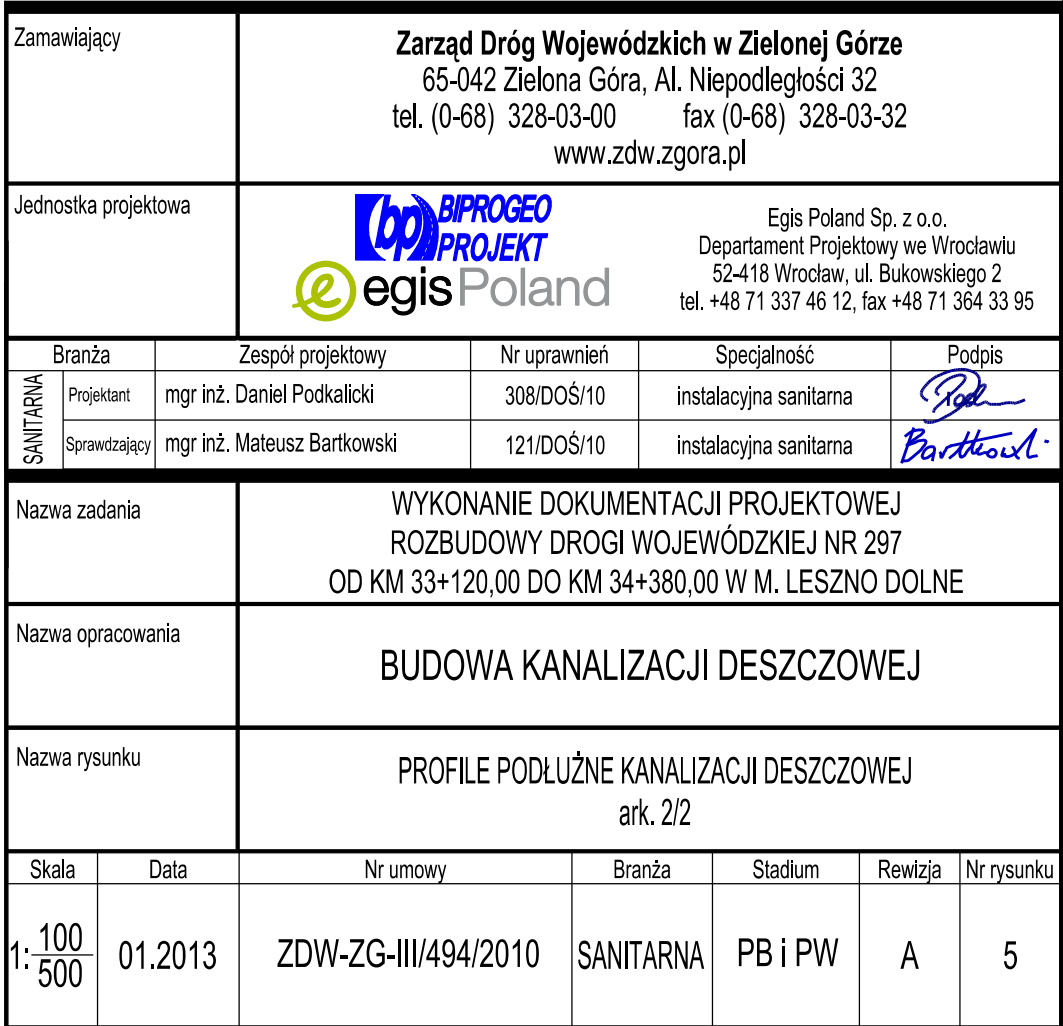 Zamawiający
Zarząd Dróg Wojewódzkich w Zielonej Górze
65-042 Zielona Góra, Al. Niepodległości 32
tel. (0-68) 328-03-00 fax (0-68) 328-03-32
www.zdw.zgora.pl
Jednostka projektowa
bp BIPROGEO
PROJEKT
e egis Poland
Egis Poland Sp. z o.o.
Departament Projektowy we Wrocławiu
52-418 Wrocław, ul. Bukowskiego 2
tel. +48 71 337 46 12, fax +48 71 364 33 95
Branża Zespół projektowy Nr uprawnień Specjalność Podpis
SANITARNA
Projektant mgr inż. Daniel Podkalicki 308/DOŚ/10 instalacyjna sanitarna
Sprawdzający mgr inż. Mateusz Bartkowski 121/DOŚ/10 instalacyjna sanitarna
Nazwa zadania
WYKONANIE DOKUMENTACJI PROJEKTOWEJ
ROZBUDOWY DROGI WOJEWÓDZKIEJ NR 297
OD KM 33+120,00 DO KM 34+380,00 W M. LESZNO DOLNE
Nazwa opracowania
BUDOWA KANALIZACJI DESZCZOWEJ
Nazwa rysunku
PROFILE PODŁUŻNE KANALIZACJI DESZCZOWEJ
ark. 2/2
Skala Data Nr umowy Branża Stadium Rewizja Nr rysunku
1:100/500 01.2013 ZDW-ZG-III/494/2010 SANITARNA PB i PW A 5